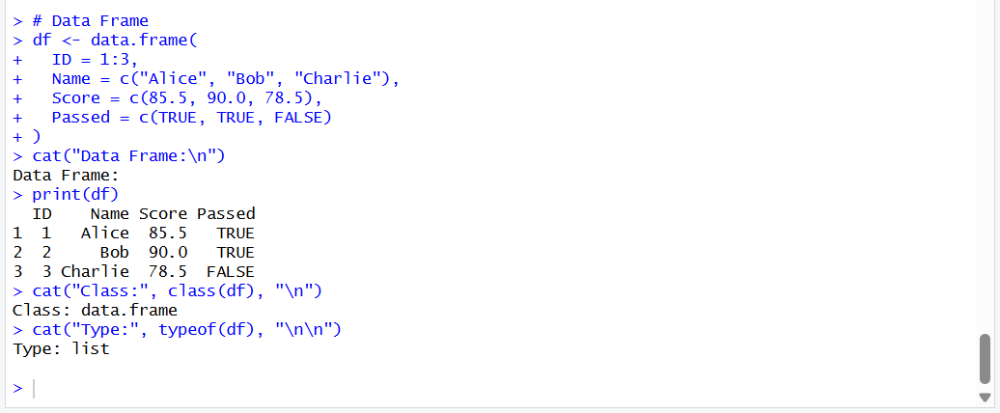 > # Data Frame
> df <- data.frame(
+   ID = 1:3,
+   Name = c("Alice", "Bob", "Charlie"),
+   Score = c(85.5, 90.0, 78.5),
+   Passed = c(TRUE, TRUE, FALSE)
+ )
> cat("Data Frame:\n")
Data Frame:
> print(df)
  ID    Name Score Passed
1  1   Alice  85.5   TRUE
2  2     Bob  90.0   TRUE
3  3 Charlie  78.5  FALSE
> cat("Class:", class(df), "\n")
Class: data.frame
> cat("Type:", typeof(df), "\n\n")
Type: list

>